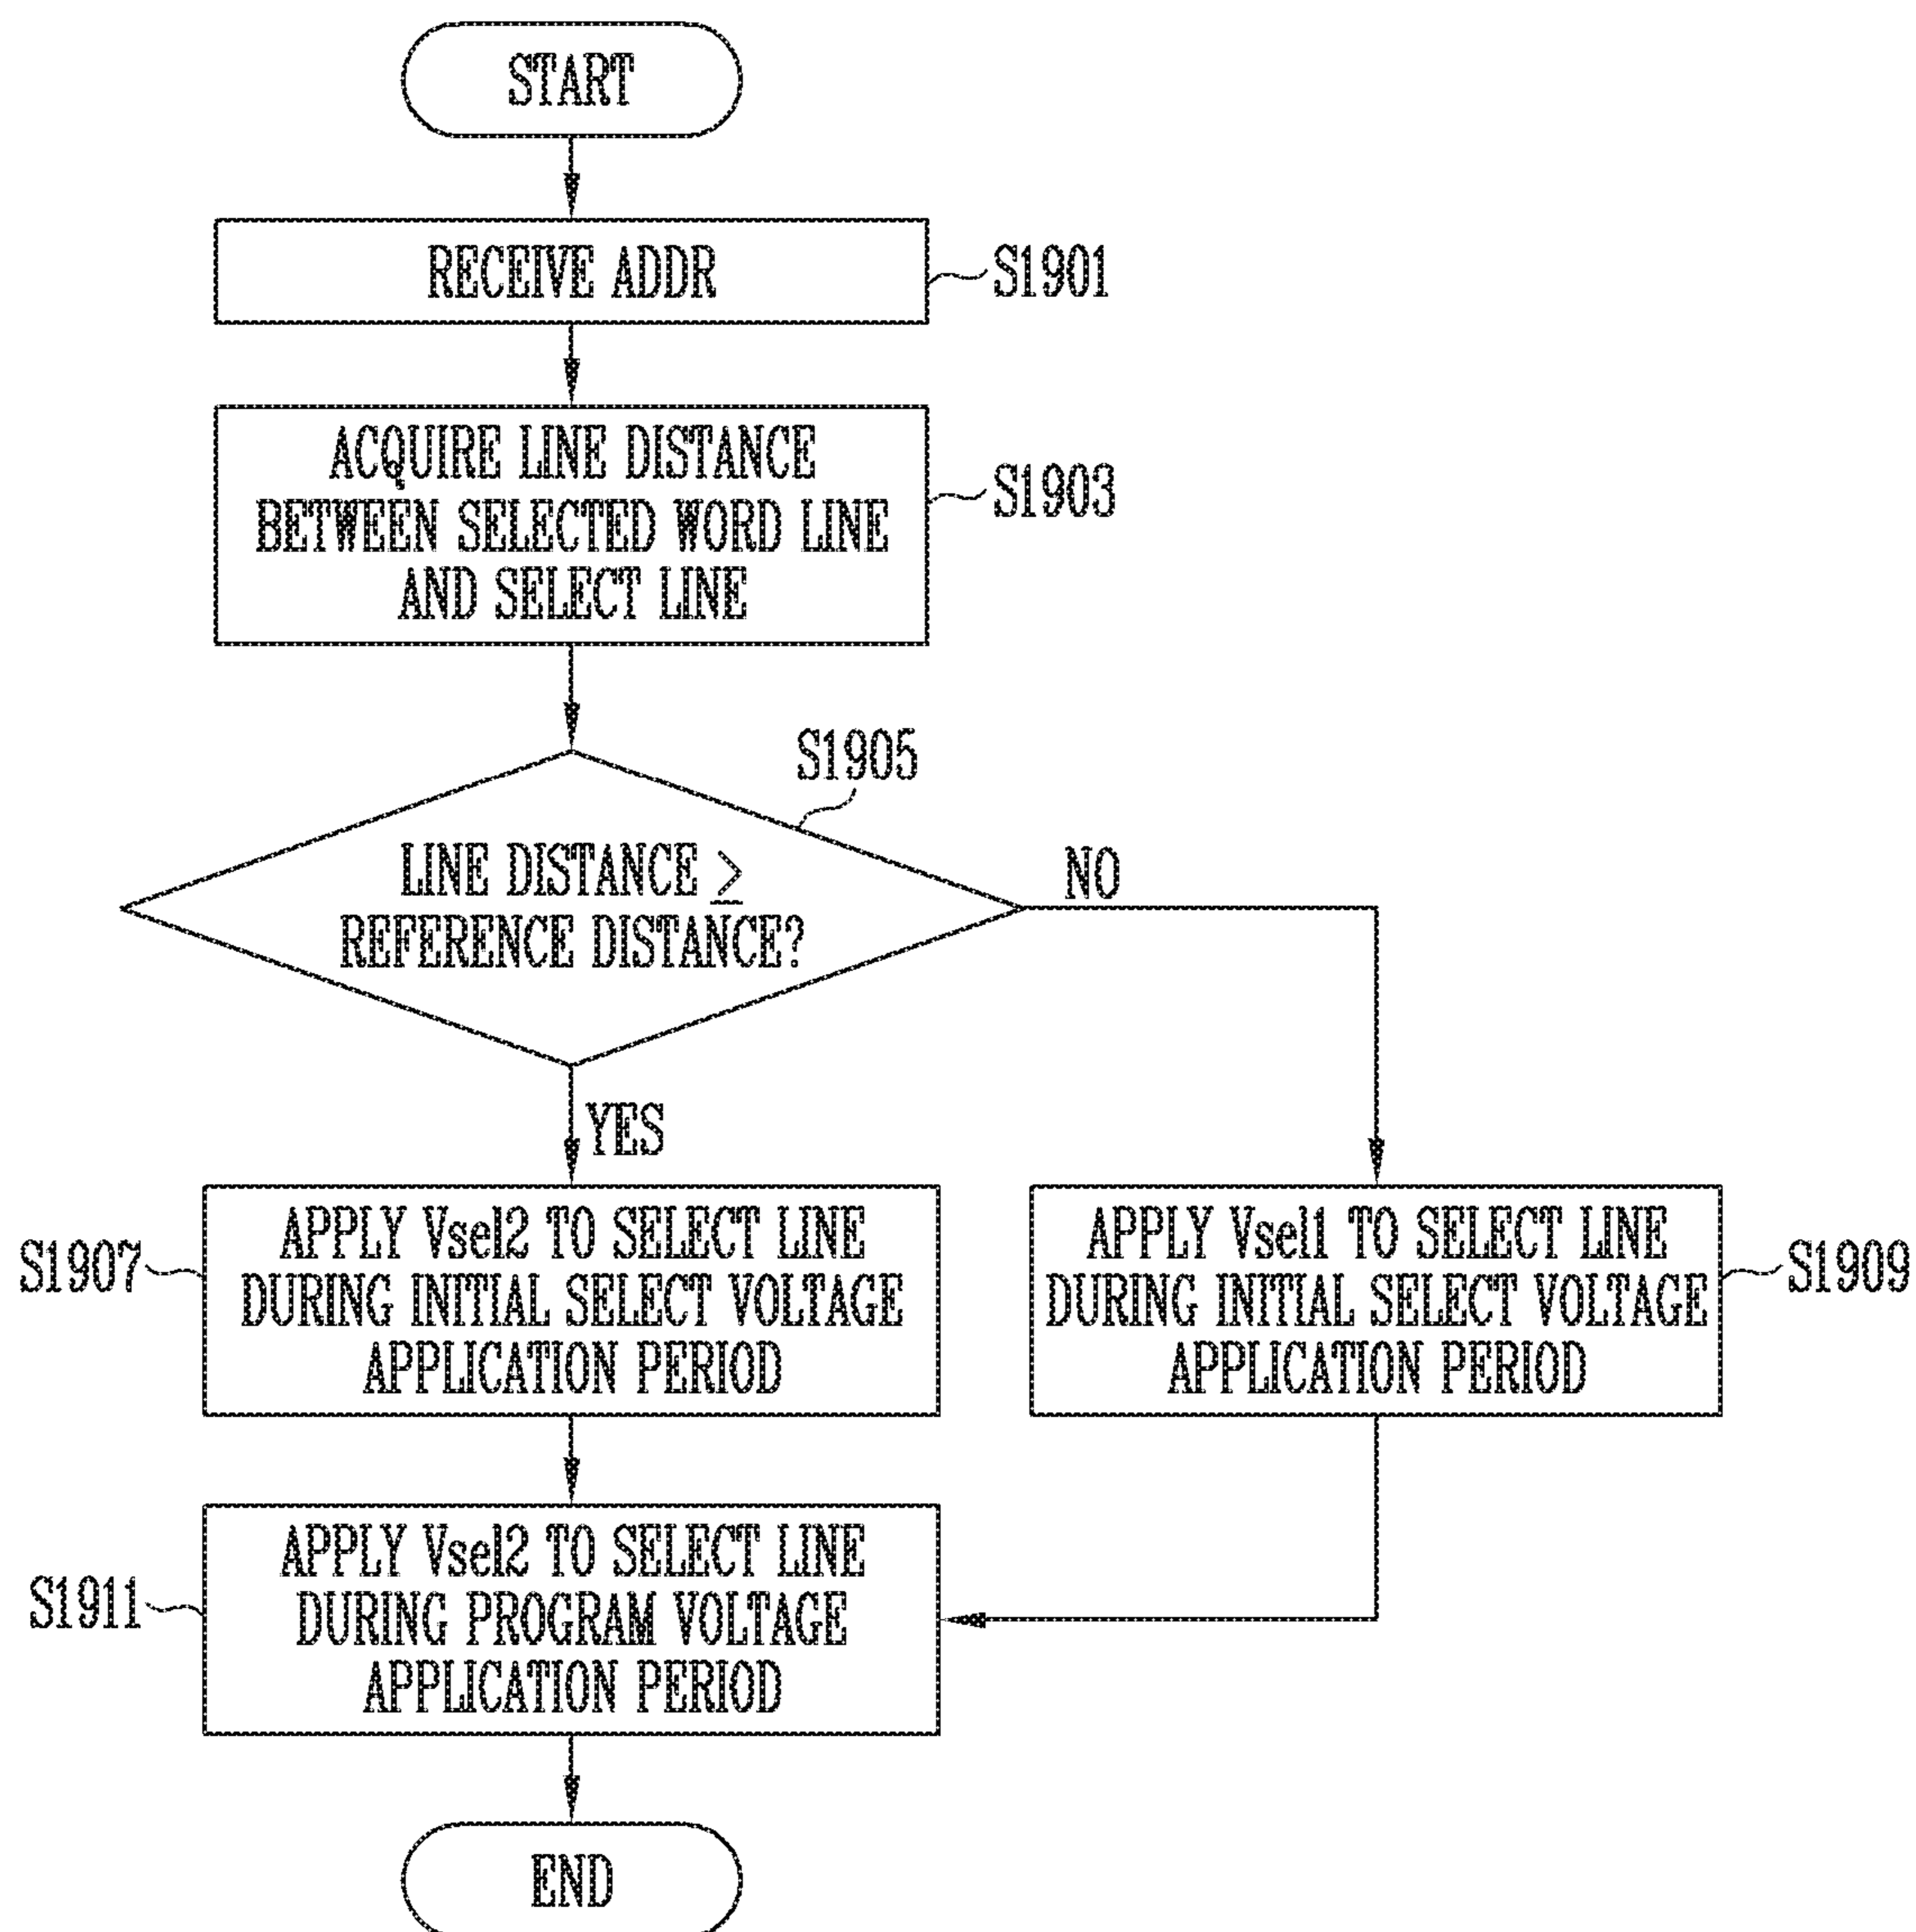 START
RECEIVE ADDR
S1901
ACQUIRE LINE DISTANCE
BETWEEN SELECTED WORD LINE
AND SELECT LINE
S1903
S1905
LINE DISTANCE ≥
REFERENCE DISTANCE?
NO
YES
S1907
APPLY Vsel2 TO SELECT LINE
DURING INITIAL SELECT VOLTAGE
APPLICATION PERIOD
APPLY Vsel1 TO SELECT LINE
DURING INITIAL SELECT VOLTAGE
APPLICATION PERIOD
S1909
S1911
APPLY Vsel2 TO SELECT LINE
DURING PROGRAM VOLTAGE
APPLICATION PERIOD
END